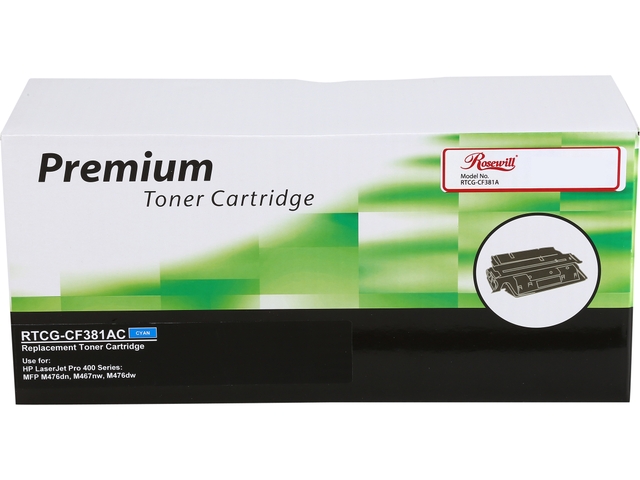 Premium
Toner Cartridge
Rosewill
Model No.
RTCG-CF381A
RTCG-CF381AC CYAN
Replacement Toner Cartridge
Use for:
HP LaserJet Pro 400 Series:
MFP M476dn, M467nw, M476dw